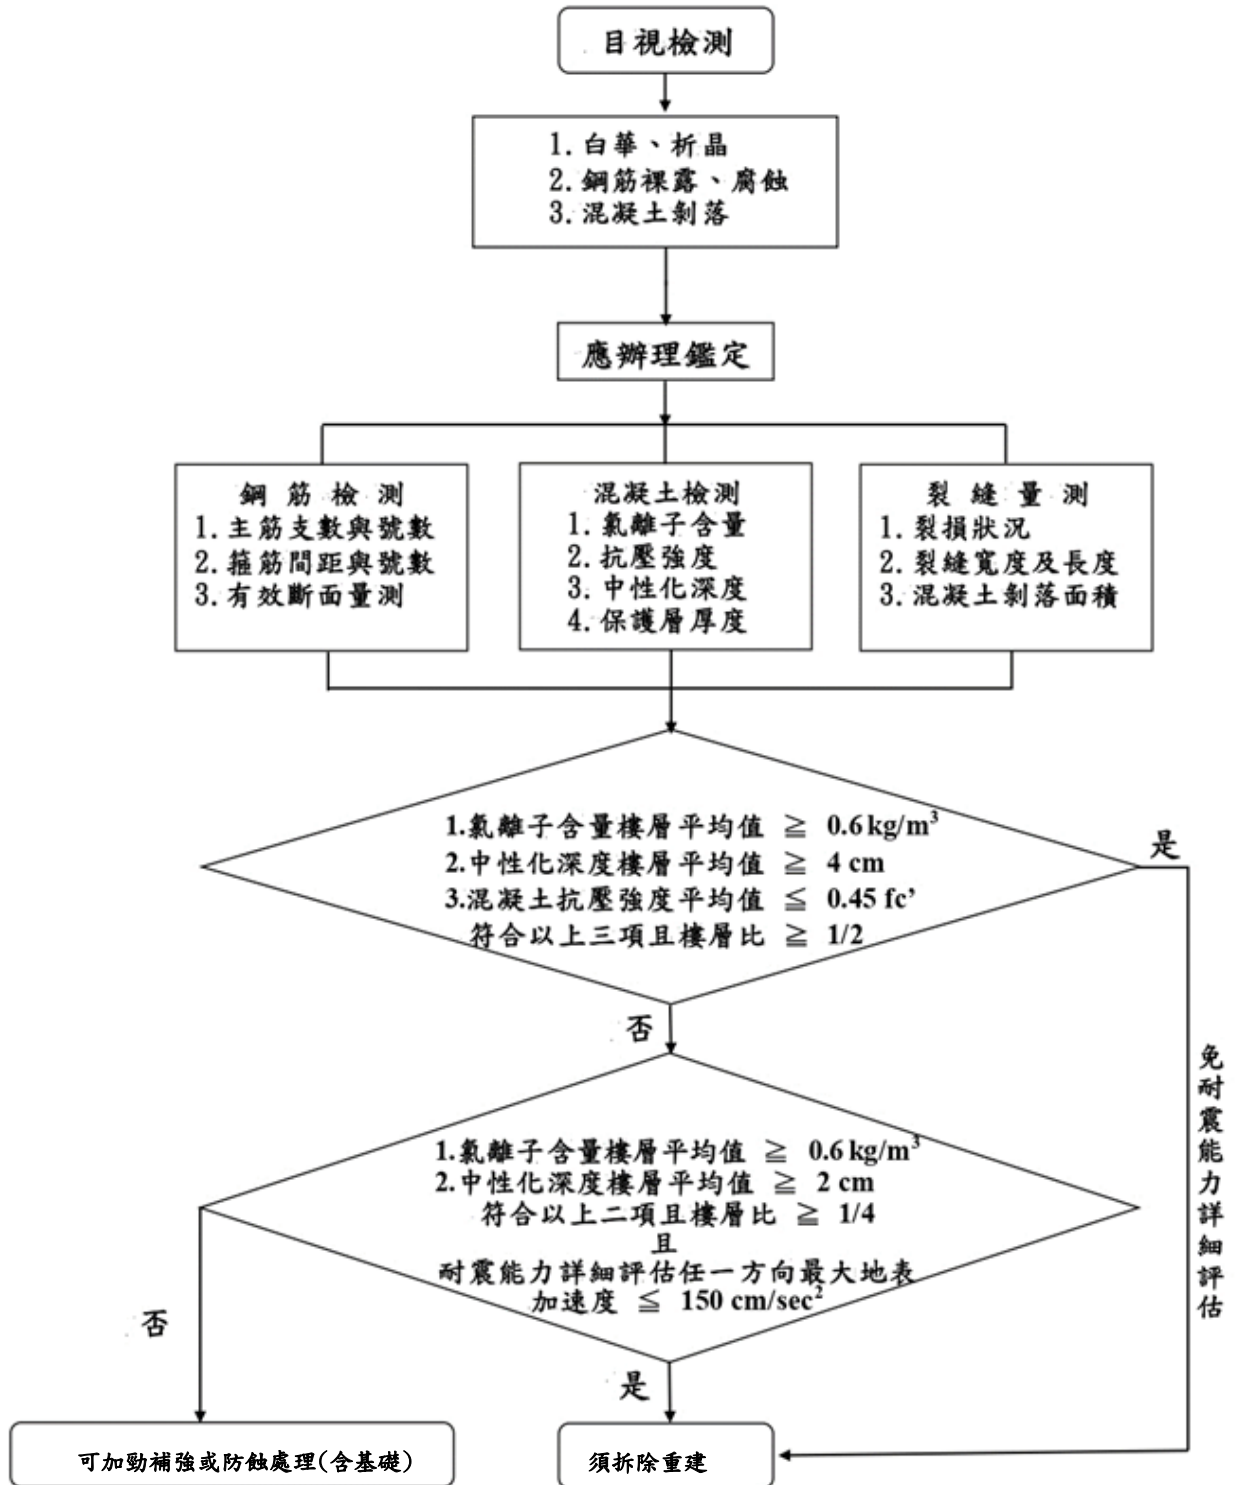 目視檢測
1.白華、析晶
2.鋼筋裸露、腐蝕
3.混凝土剝落
應辦理鑑定
鋼筋檢測
1.主筋支數與號數
2.箍筋間距與號數
3.有效斷面量測
混凝土檢測
1.氯離子含量
2.抗壓強度
3.中性化深度
4.保護層厚度
裂縫量測
1.裂損狀況
2.裂縫寬度及長度
3.混凝土剝落面積
1.氯離子含量樓層平均值 ≧ 0.6 kg/m³
2.中性化深度樓層平均值 ≧ 4 cm
3.混凝土抗壓強度平均值 ≦ 0.45 fc’
符合以上三項且樓層比 ≧ 1/2
是
否
免耐震能力詳細評估
1.氯離子含量樓層平均值 ≧ 0.6 kg/m³
2.中性化深度樓層平均值 ≧ 2 cm
符合以上二項且樓層比 ≧ 1/4
且
耐震能力詳細評估任一方向最大地表
加速度 ≦ 150 cm/sec²
否
是
可加勁補強或防蝕處理(含基礎)
須拆除重建